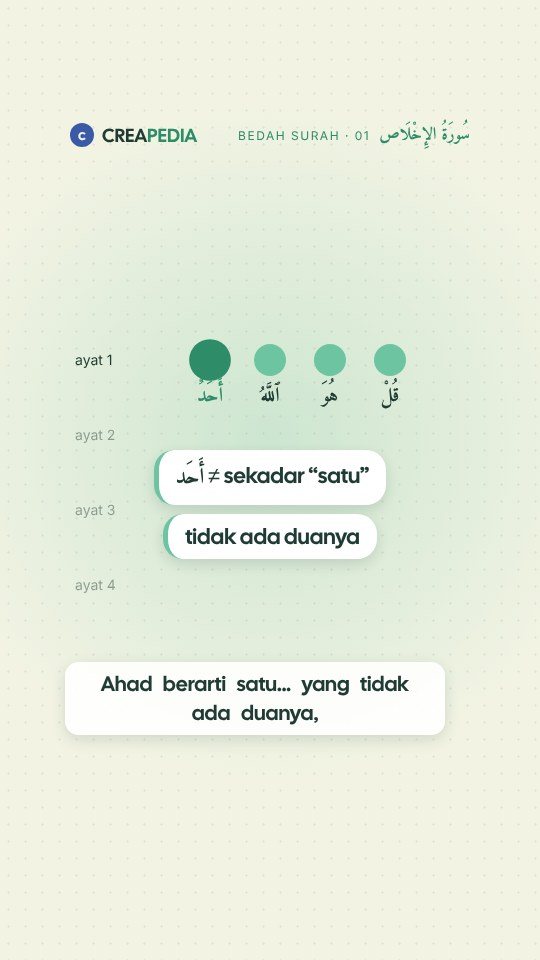 C CREAPEDIA
BEDAH SURAH · 01 سُورَةُ الإِخْلَاص
ayat 1
قُلْ هُوَ ٱللَّهُ أَحَدٌ
ayat 2
أَحَد ≠ sekadar “satu”
ayat 3
tidak ada duanya
ayat 4
Ahad berarti satu... yang tidak
ada duanya,